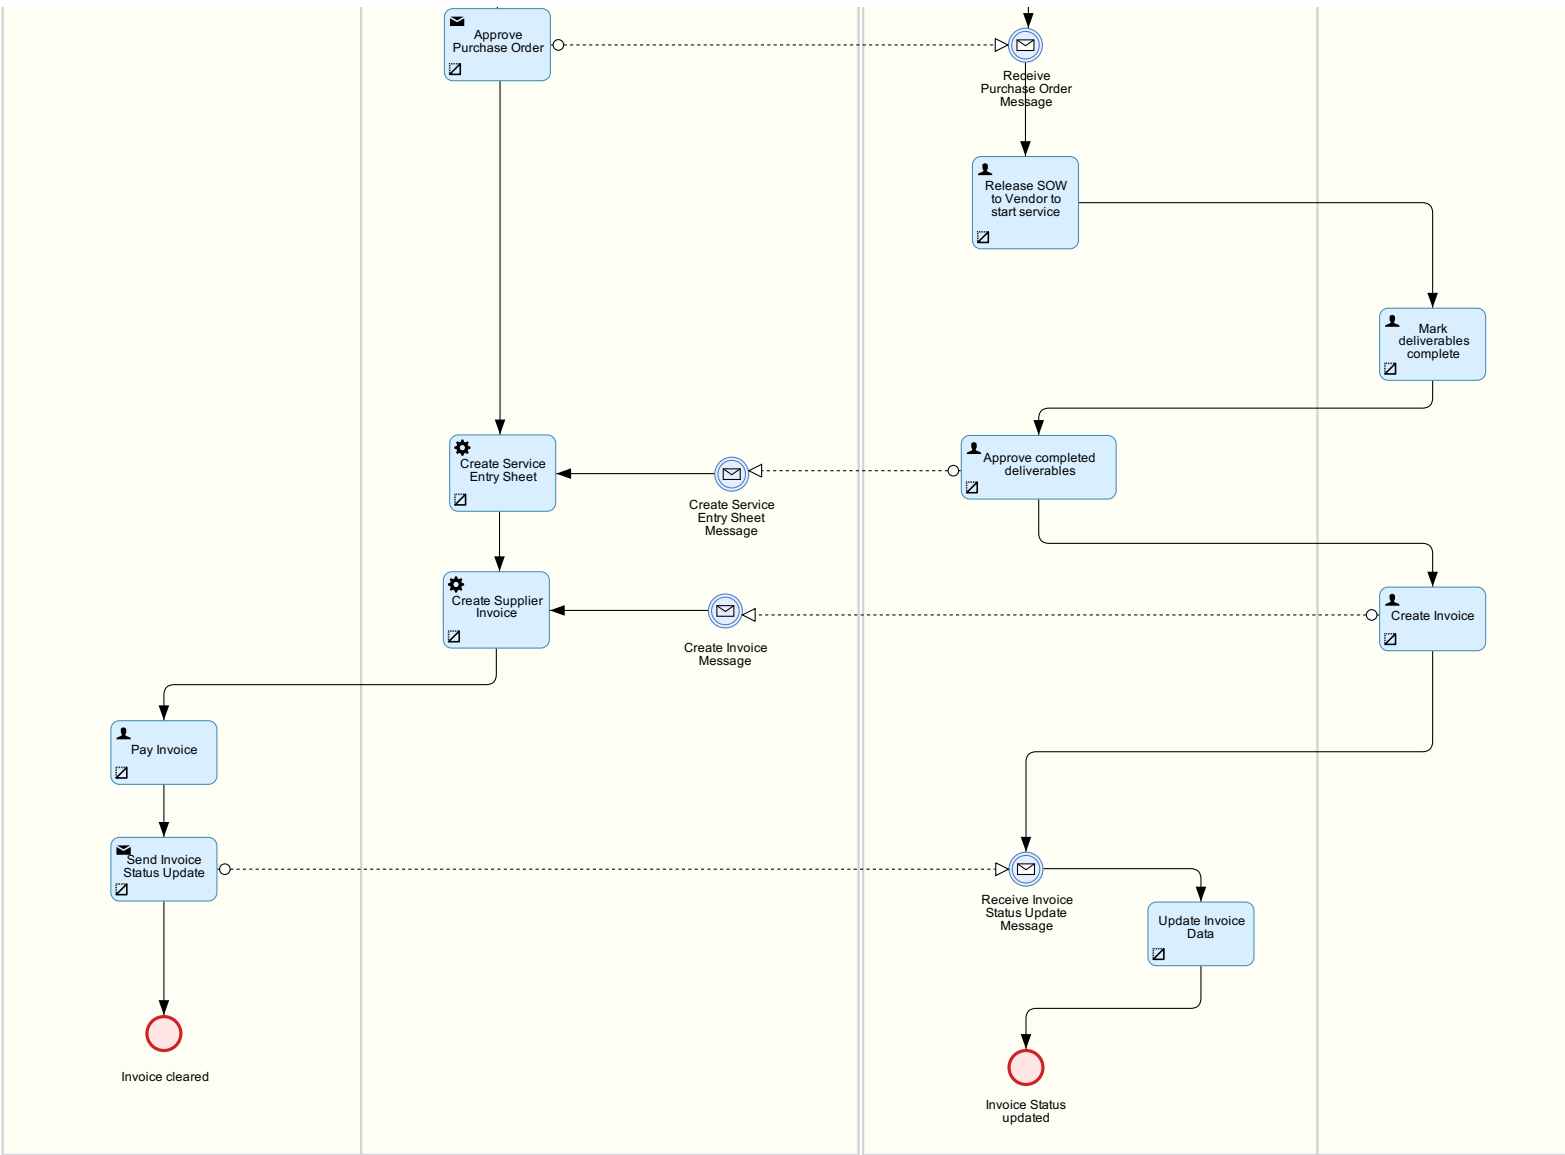 Approve
Purchase Order
Receive
Purchase Order
Message
Release SOW
to Vendor to
start service
Mark
deliverables
complete
Create Service
Entry Sheet
Create Service
Entry Sheet
Message
Approve completed
deliverables
Create Supplier
Invoice
Create Invoice
Message
Create Invoice
Pay Invoice
Send Invoice
Status Update
Receive Invoice
Status Update
Message
Update Invoice
Data
Invoice cleared
Invoice Status
updated